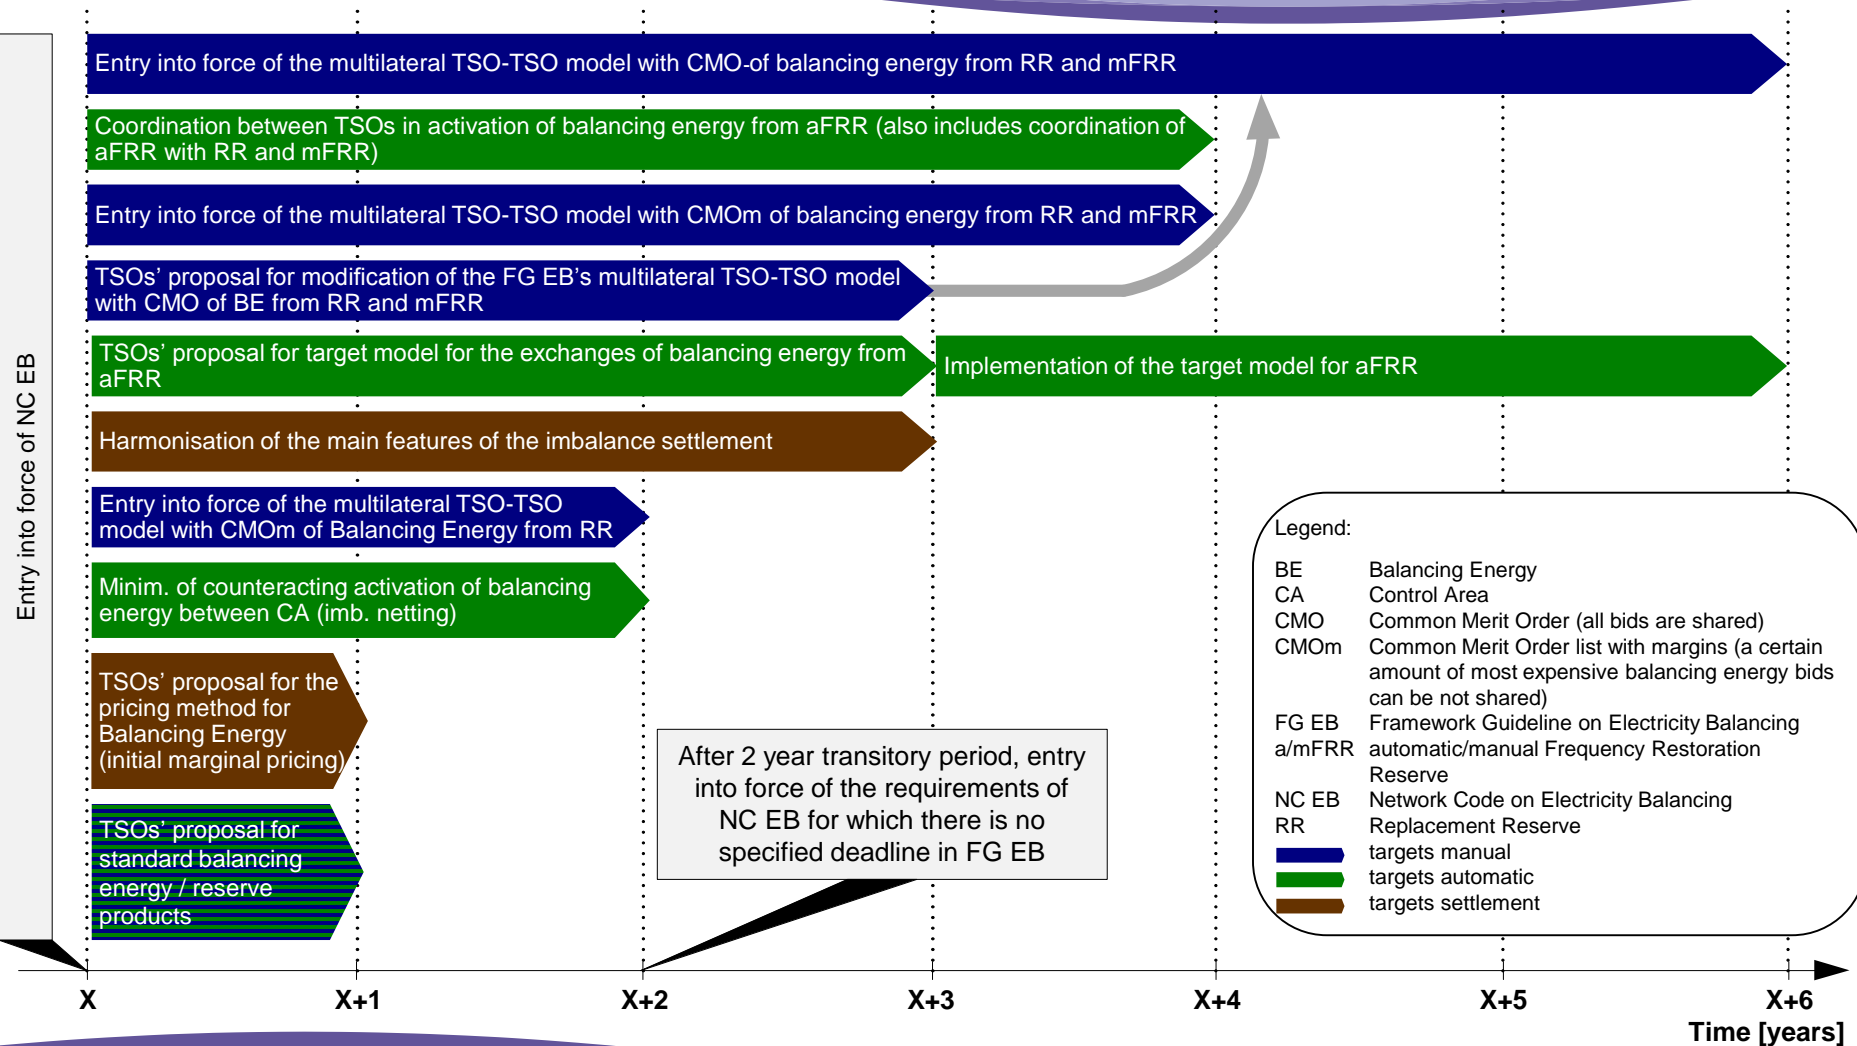 Entry into force of NC EB
Entry into force of the multilateral TSO-TSO model with CMO-of balancing energy from RR and mFRR
Coordination between TSOs in activation of balancing energy from aFRR (also includes coordination of
aFRR with RR and mFRR)
Entry into force of the multilateral TSO-TSO model with CMOm of balancing energy from RR and mFRR
TSOs’ proposal for modification of the FG EB’s multilateral TSO-TSO model
with CMO of BE from RR and mFRR
TSOs’ proposal for target model for the exchanges of balancing energy from
aFRR
Implementation of the target model for aFRR
Harmonisation of the main features of the imbalance settlement
Entry into force of the multilateral TSO-TSO
model with CMOm of Balancing Energy from RR
Minim. of counteracting activation of balancing
energy between CA (imb. netting)
TSOs’ proposal for the
pricing method for
Balancing Energy
(initial marginal pricing)
TSOs’ proposal for
standard balancing
energy / reserve
products
After 2 year transitory period, entry
into force of the requirements of
NC EB for which there is no
specified deadline in FG EB
Legend:
BE Balancing Energy
CA Control Area
CMO Common Merit Order (all bids are shared)
CMOm Common Merit Order list with margins (a certain
amount of most expensive balancing energy bids
can be not shared)
FG EB Framework Guideline on Electricity Balancing
a/mFRR automatic/manual Frequency Restoration
Reserve
NC EB Network Code on Electricity Balancing
RR Replacement Reserve
targets manual
targets automatic
targets settlement
X X+1 X+2 X+3 X+4 X+5 X+6
Time [years]